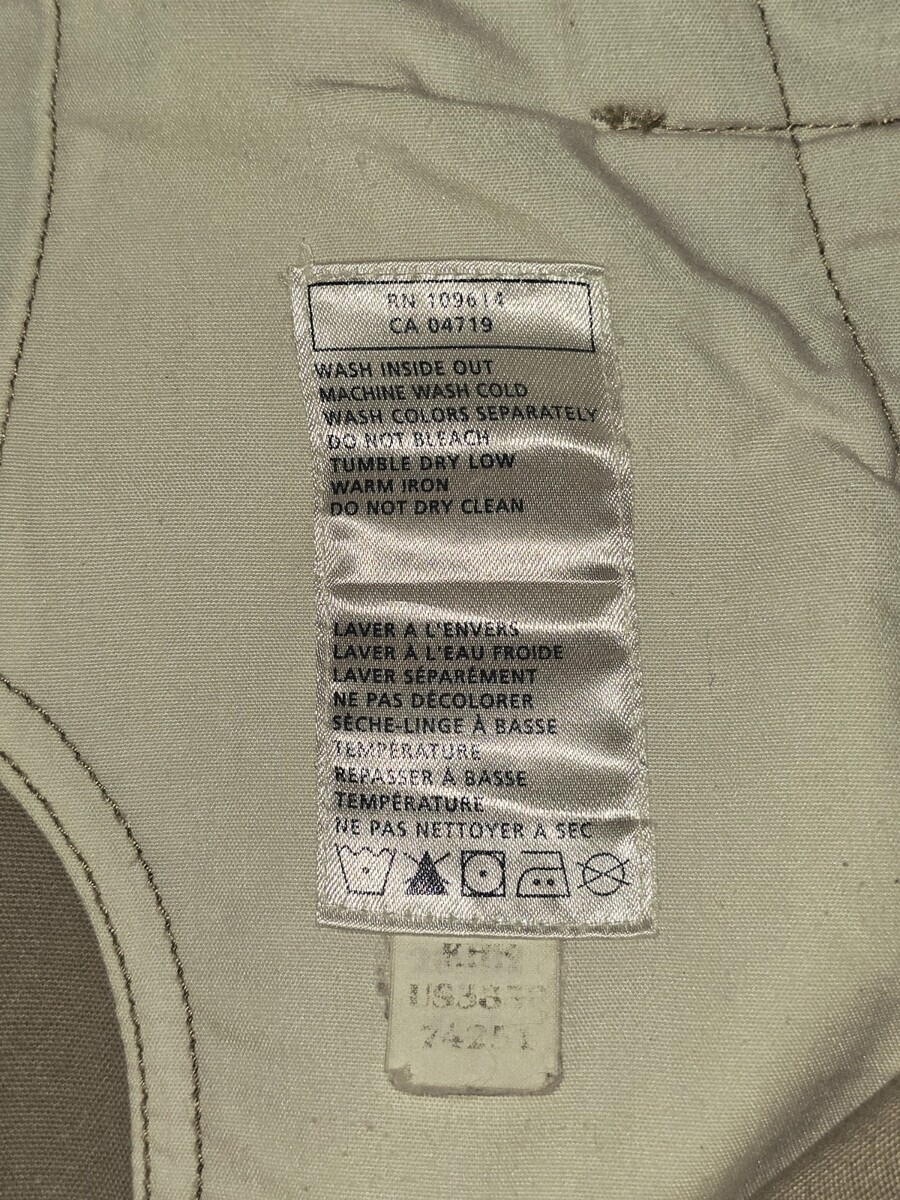 RN 109614
CA 04719
WASH INSIDE OUT
MACHINE WASH COLD
WASH COLORS SEPARATELY
DO NOT BLEACH
TUMBLE DRY LOW
WARM IRON
DO NOT DRY CLEAN
LAVER À L'ENVERS
LAVER À L'EAU FROIDE
LAVER SÉPARÉMENT
NE PAS DÉCOLORER
SÈCHE-LINGE À BASSE
TEMPÉRATURE
REPASSER À BASSE
TEMPÉRATURE
NE PAS NETTOYER À SEC
74251